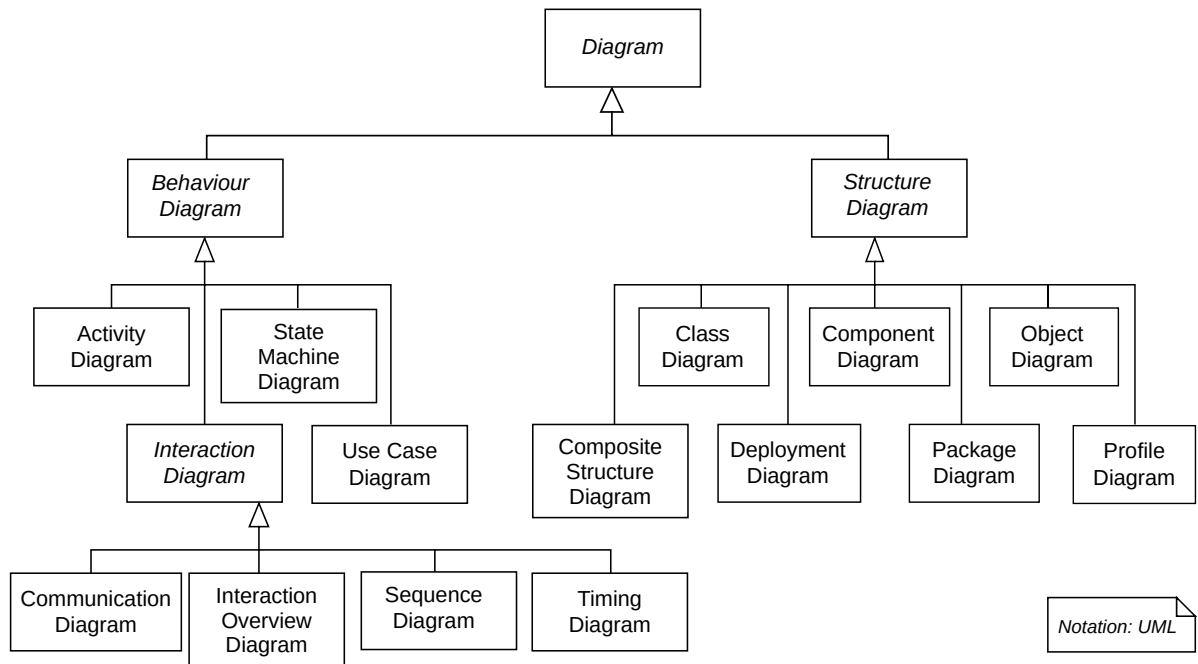 Diagram
Behaviour
Diagram
Structure
Diagram
Activity
Diagram
State
Machine
Diagram
Class
Diagram
Component
Diagram
Object
Diagram
Interaction
Diagram
Use Case
Diagram
Composite
Structure
Diagram
Deployment
Diagram
Package
Diagram
Profile
Diagram
Communication
Diagram
Interaction
Overview
Diagram
Sequence
Diagram
Timing
Diagram
Notation: UML